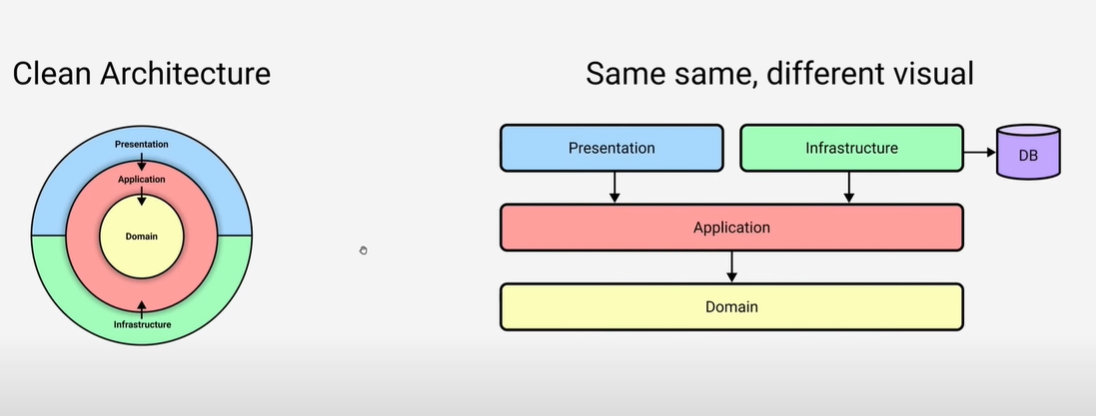 Clean Architecture
Presentation
Application
Domain
Infrastructure
Same same, different visual
Presentation
Infrastructure
DB
Application
Domain